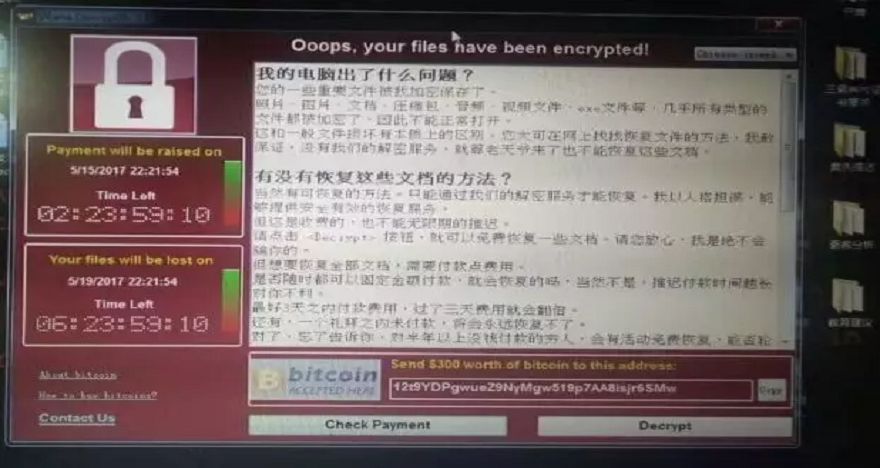 Ooops, your files have been encrypted!
Payment will be raised on
5/15/2017 22:21:54
Time Left
02:23:59:10
Your files will be lost on
5/19/2017 22:21:54
Time Left
06:23:59:10
About bitcoin
How to buy bitcoins?
Contact Us
我的电脑出了什么问题？
您的一些重要文件被我加密保存了。
照片、图片、文档、压缩包、音频、视频文件、exe文件等，几乎所有类型的
文件都被加密了，因此不能正常打开。
这和一般文件损坏有本质上的区别。您大可在网上找找恢复文件的方法，我敢
保证，没有我们的解密服务，就算老天爷来了也不能恢复这些文档。
有没有恢复这些文档的方法？
当然有可恢复的方法。只能通过我们的解密服务才能恢复。我以人格担保，能
够提供安全有效的恢复服务。
但这是收费的，也不能无限期的推迟。
请点击 <Decrypt> 按钮，就可以免费恢复一些文档。请您放心，我是绝不会
骗你的。
但想要恢复全部文档，需要付款点费用。
是否随时都可以固定金额付款，就会恢复的吗，当然不是，推迟付款时间越长
对你不利。
最好3天之内付款费用，过了三天费用就会翻倍。
还有，一个礼拜之内未付款，将会永远恢复不了。
对了，忘了告诉你，对半年以上没钱付款的穷人，会有活动免费恢复，能否轮
bitcoin
ACCEPTED HERE
Send $300 worth of bitcoin to this address:
12t9YDPgwueZ9NyMgw519p7AA8isjr6SMw
Copy
Check Payment
Decrypt